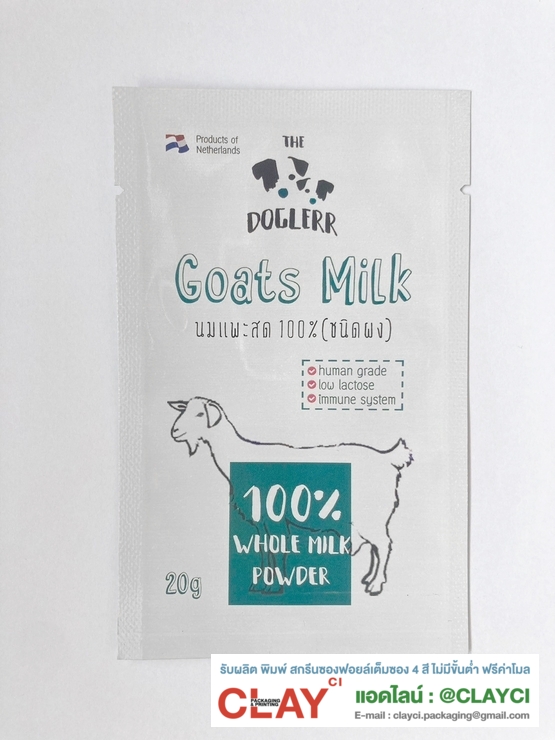 Products of
Netherlands
THE
DOGLERR
Goats Milk
นมแพะสด 100% (ชนิดผง)
human grade
low lactose
immune system
100%
WHOLE MILK
POWDER
20g
รับผลิต พิมพ์ สกรีนซองฟอยล์เต็มซอง 4 สี ไม่มีขั้นต่ำ ฟรีค่าโมล
CLAY CI
PACKAGING
& PRINTING
แอดไลน์ : @CLAYCI
E-mail : clayci.packaging@gmail.com